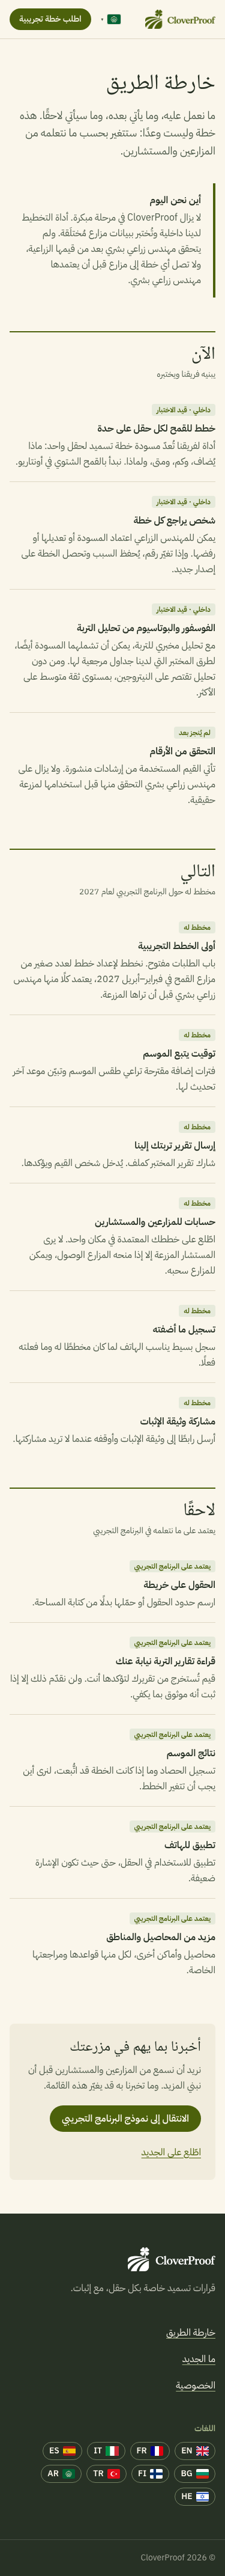 CloverProof
اطلب خطة تجريبية
خارطة الطريق
ما نعمل عليه، وما يأتي بعده، وما سيأتي لاحقًا. هذه
خطة وليست وعدًا: ستتغير بحسب ما نتعلمه من
المزارعين والمستشارين.
أين نحن اليوم
لا يزال CloverProof في مرحلة مبكرة. أداة التخطيط
لدينا داخلية وتُختبر ببيانات مزارع مُختلَقة. ولم
يتحقق مهندس زراعي بشري بعد من قيمها الزراعية،
ولا تصل أي خطة إلى مزارع قبل أن يعتمدها
مهندس زراعي بشري.
الآن
يبنيه فريقنا ويختبره
داخلي · قيد الاختبار
خطط للقمح لكل حقل على حدة
أداة لفريقنا تُعدّ مسودة خطة تسميد لحقل واحد: ماذا
يُضاف، وكم، ومتى، ولماذا. نبدأ بالقمح الشتوي في أونتاريو.
داخلي · قيد الاختبار
شخص يراجع كل خطة
يمكن للمهندس الزراعي اعتماد المسودة أو تعديلها أو
رفضها. وإذا تغيّر رقم، يُحفظ السبب وتحصل الخطة على
إصدار جديد.
داخلي · قيد الاختبار
الفوسفور والبوتاسيوم من تحليل التربة
مع تحليل مخبري للتربة، يمكن أن تشملهما المسودة أيضًا،
لطرق المختبر التي لدينا جداول مرجعية لها. ومن دون
تحليل تقتصر على النيتروجين، بمستوى ثقة متوسط على
الأكثر.
لم يُنجز بعد
التحقق من الأرقام
تأتي القيم المستخدمة من إرشادات منشورة. ولا يزال على
مهندس زراعي بشري التحقق منها قبل استخدامها لمزرعة
حقيقية.
التالي
مخطط له حول البرنامج التجريبي لعام 2027
مخطط له
أولى الخطط التجريبية
باب الطلبات مفتوح. نخطط لإعداد خطط لعدد صغير من
مزارع القمح في فبراير–أبريل 2027، يعتمد كلًا منها مهندس
زراعي بشري قبل أن تراها المزرعة.
مخطط له
توقيت يتبع الموسم
فترات إضافة مقترحة تراعي طقس الموسم وتبيّن موعد آخر
تحديث لها.
مخطط له
إرسال تقرير تربتك إلينا
شارك تقرير المختبر كملف. يُدخل شخص القيم ويؤكدها.
مخطط له
حسابات للمزارعين والمستشارين
اطّلع على خططك المعتمدة في مكان واحد. لا يرى
المستشار المزرعة إلا إذا منحه المزارع الوصول، ويمكن
للمزارع سحبه.
مخطط له
تسجيل ما أضفته
سجل بسيط يناسب الهاتف لما كان مخططًا له وما فعلته
فعلًا.
مخطط له
مشاركة وثيقة الإثبات
أرسل رابطًا إلى وثيقة الإثبات وأوقفه عندما لا تريد مشاركتها.
لاحقًا
يعتمد على ما نتعلمه في البرنامج التجريبي
يعتمد على البرنامج التجريبي
الحقول على خريطة
ارسم حدود الحقول أو حمّلها بدلًا من كتابة المساحة.
يعتمد على البرنامج التجريبي
قراءة تقارير التربة نيابة عنك
قيم تُستخرج من تقريرك لتؤكدها أنت. ولن نقدّم ذلك إلا إذا
ثبت أنه موثوق بما يكفي.
يعتمد على البرنامج التجريبي
نتائج الموسم
تسجيل الحصاد وما إذا كانت الخطة قد اتُّبعت، لنرى أين
يجب أن تتغير الخطط.
يعتمد على البرنامج التجريبي
تطبيق للهاتف
تطبيق للاستخدام في الحقل، حتى حيث تكون الإشارة
ضعيفة.
يعتمد على البرنامج التجريبي
مزيد من المحاصيل والمناطق
محاصيل وأماكن أخرى، لكل منها قواعدها ومراجعتها
الخاصة.
أخبرنا بما يهم في مزرعتك
نريد أن نسمع من المزارعين والمستشارين قبل أن
نبني المزيد. وما تخبرنا به قد يغيّر هذه القائمة.
الانتقال إلى نموذج البرنامج التجريبي
اطّلع على الجديد
CloverProof
قرارات تسميد خاصة بكل حقل، مع إثبات.
خارطة الطريق
ما الجديد
الخصوصية
اللغات
EN FR IT ES
BG FI TR AR
HE
© 2026 CloverProof